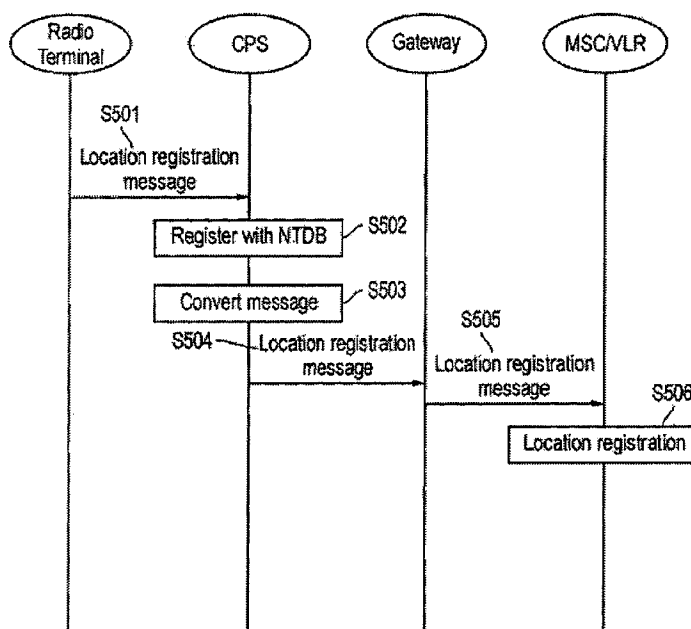 Radio
Terminal
CPS
Gateway
MSC/VLR
S501
Location registration
message
Register with NTDB
S502
Convert message
S503
S504
Location registration
message
S505
Location registration
message
S506
Location registration